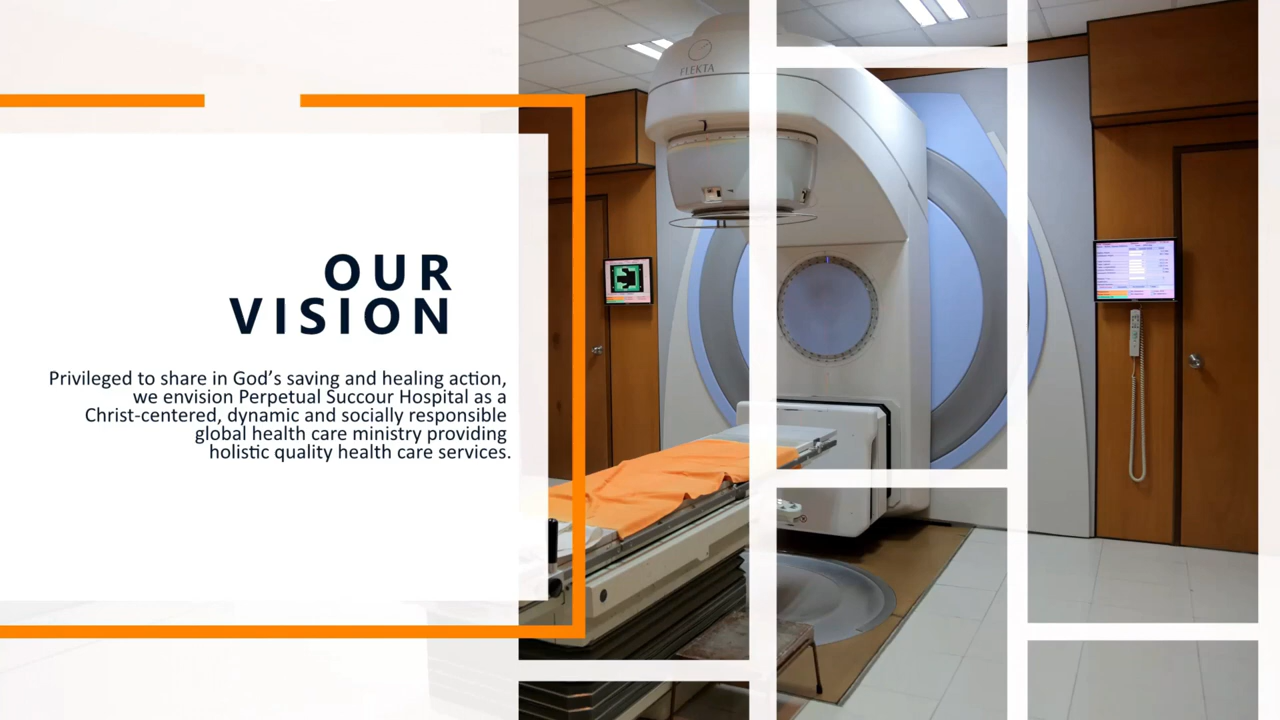 OUR
VISION
Privileged to share in God’s saving and healing action,
we envision Perpetual Succour Hospital as a
Christ-centered, dynamic and socially responsible
global health care ministry providing
holistic quality health care services.
ELEKTA